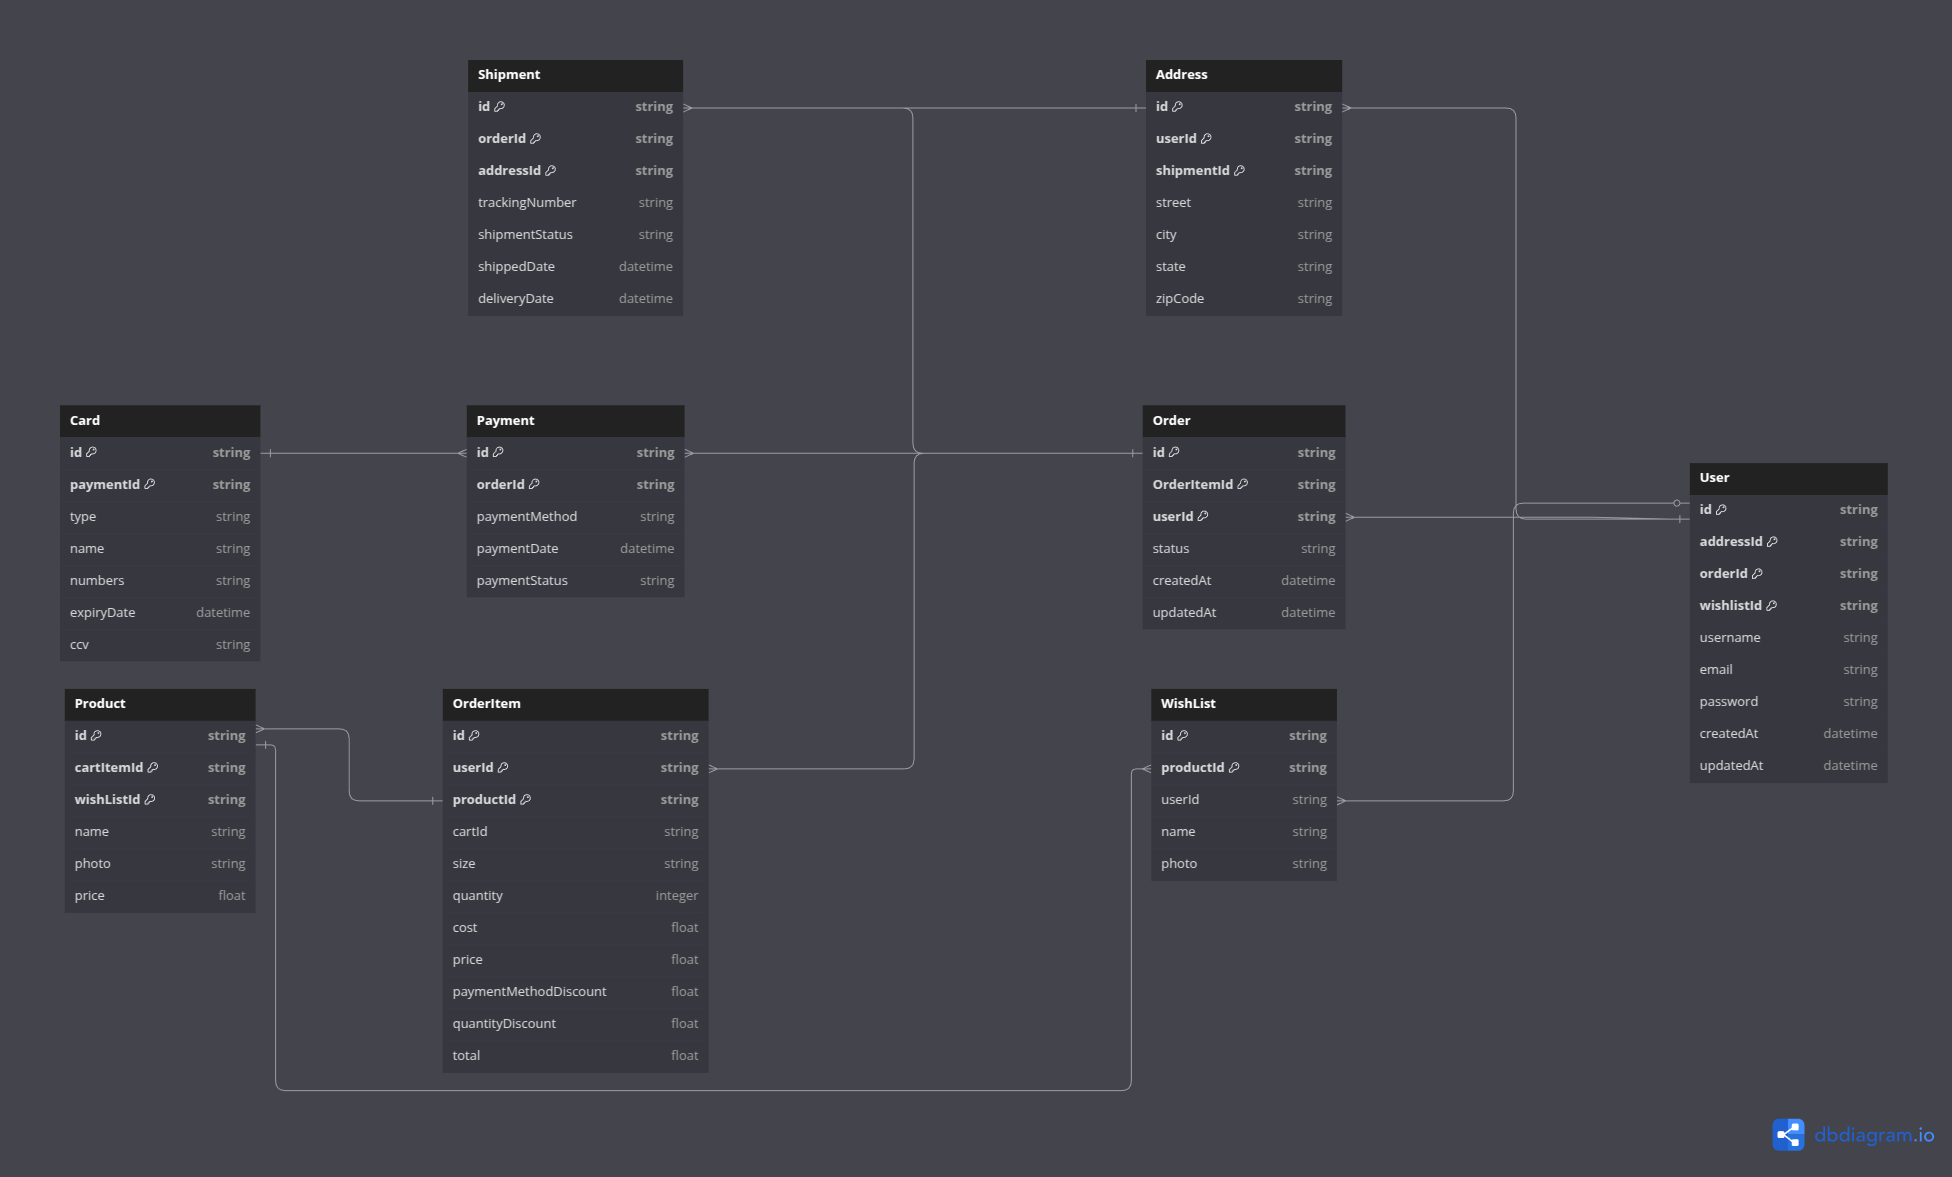 Shipment
id string
orderId string
addressId string
trackingNumber string
shipmentStatus string
shippedDate datetime
deliveryDate datetime
Address
id string
userId string
shipmentId string
street string
city string
state string
zipCode string
Card
id string
paymentId string
type string
name string
numbers string
expiryDate datetime
ccv string
Payment
id string
orderId string
paymentMethod string
paymentDate datetime
paymentStatus string
Order
id string
OrderItemId string
userId string
status string
createdAt datetime
updatedAt datetime
User
id string
addressId string
orderId string
wishlistId string
username string
email string
password string
createdAt datetime
updatedAt datetime
Product
id string
cartItemId string
wishListId string
name string
photo string
price float
OrderItem
id string
userId string
productId string
cartId string
size string
quantity integer
cost float
price float
paymentMethodDiscount float
quantityDiscount float
total float
WishList
id string
productId string
userId string
name string
photo string
dbdiagram.io